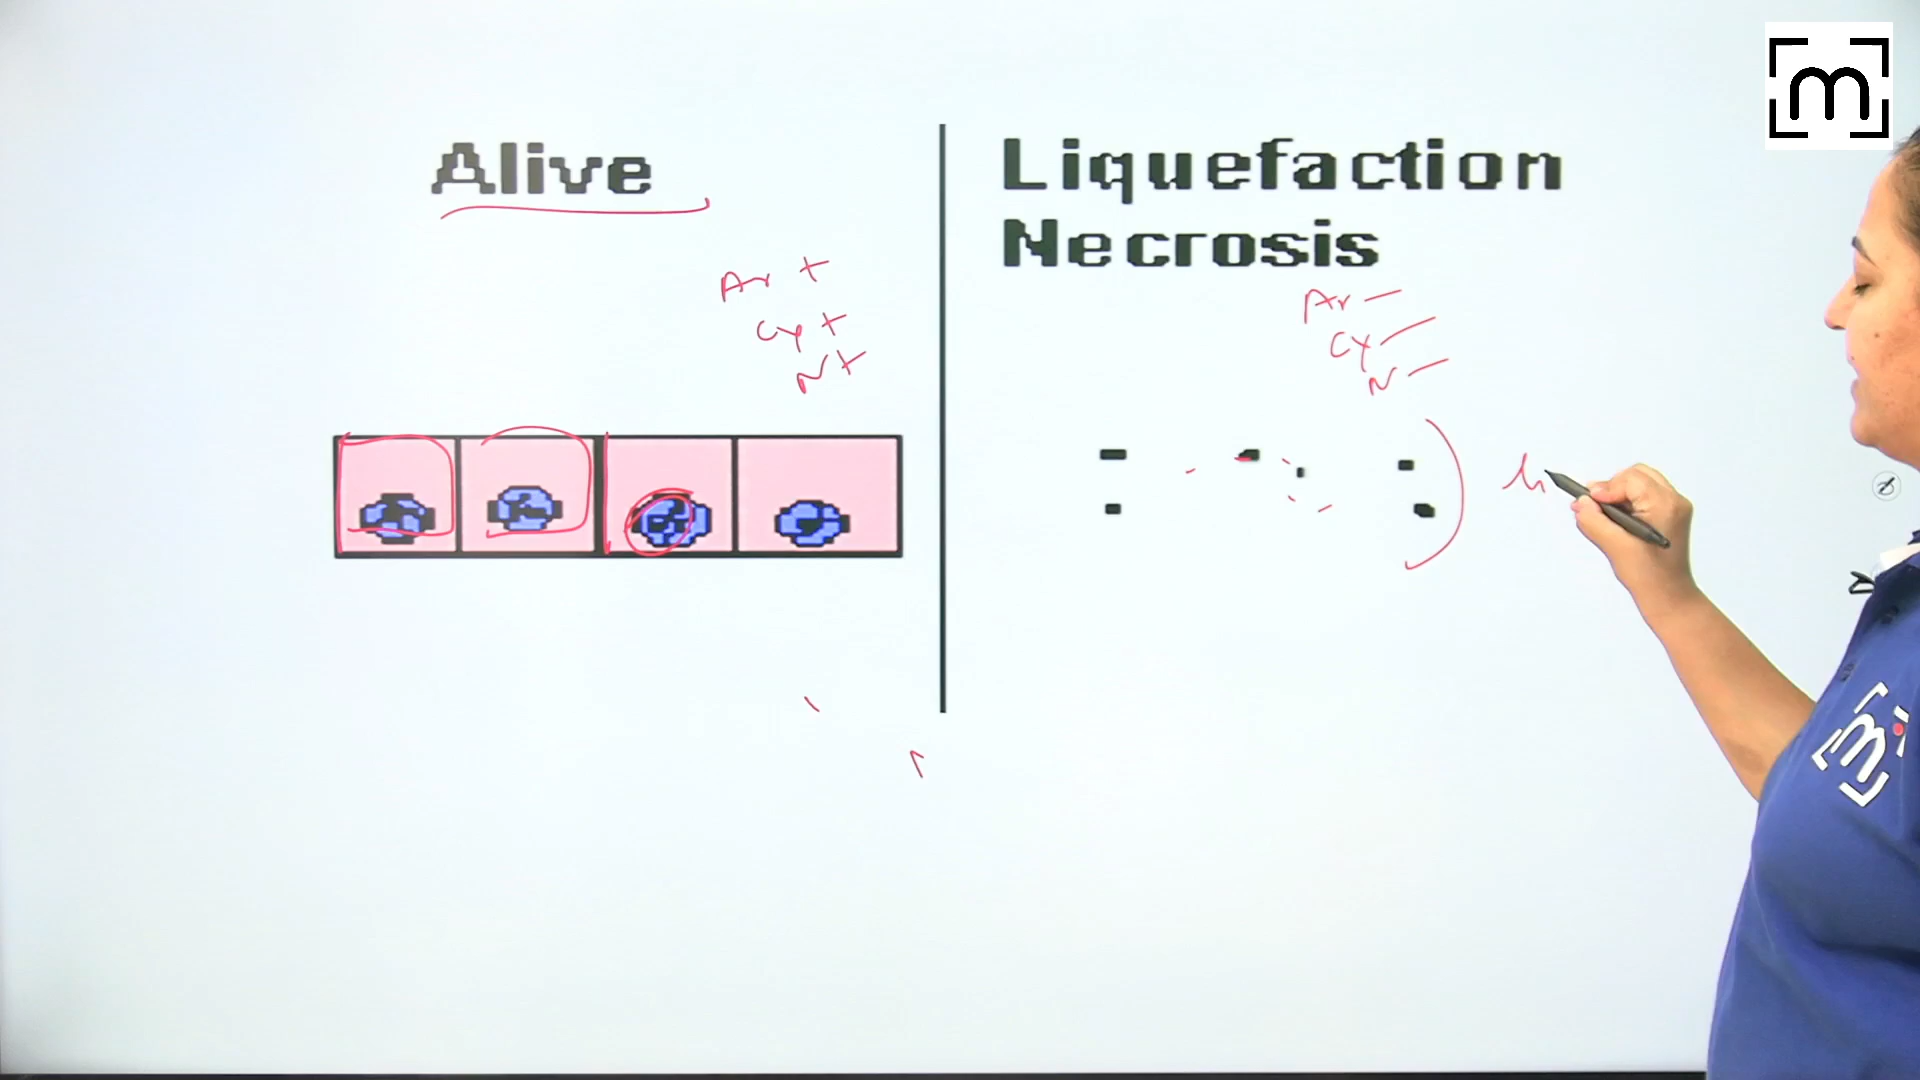 m
Alive
Liquefaction
Necrosis
Ar +
Cy +
N+
Ar -
Cy -
N -
m